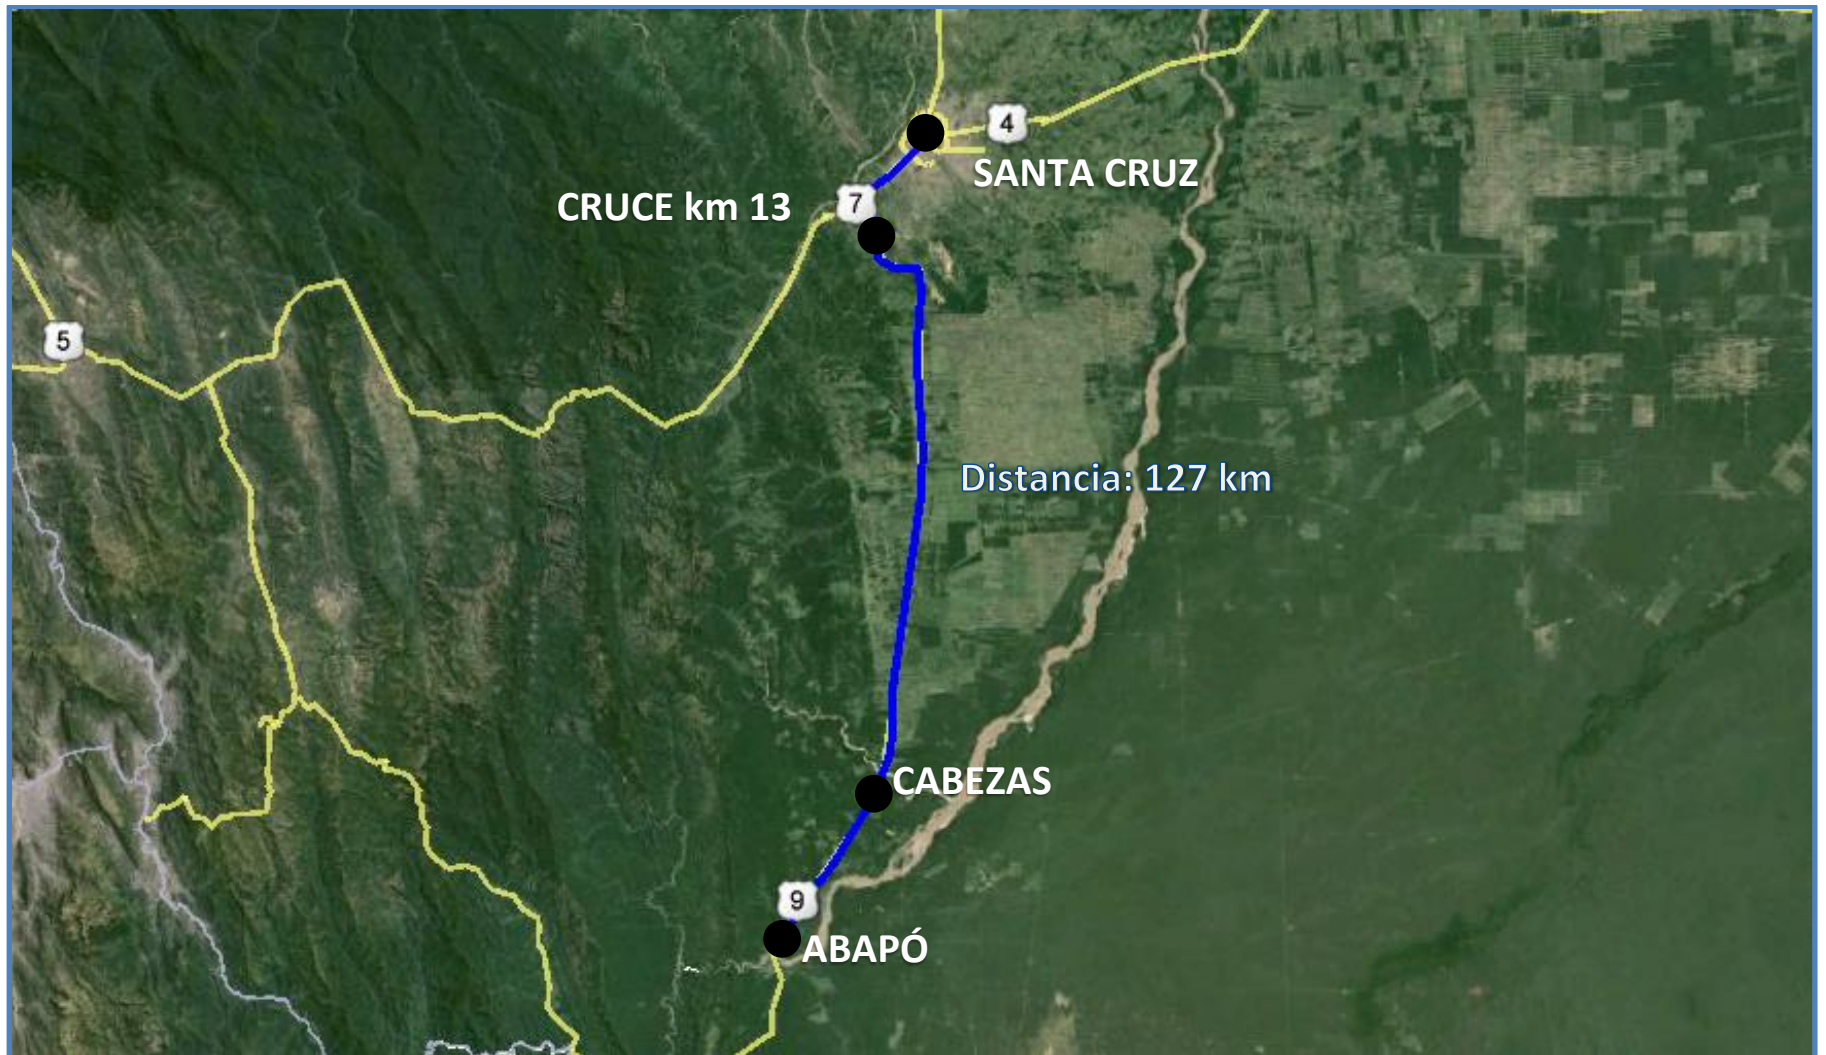 4
SANTA CRUZ
CRUCE km 13
7
5
Distancia: 127 km
CABEZAS
9
ABAPÓ